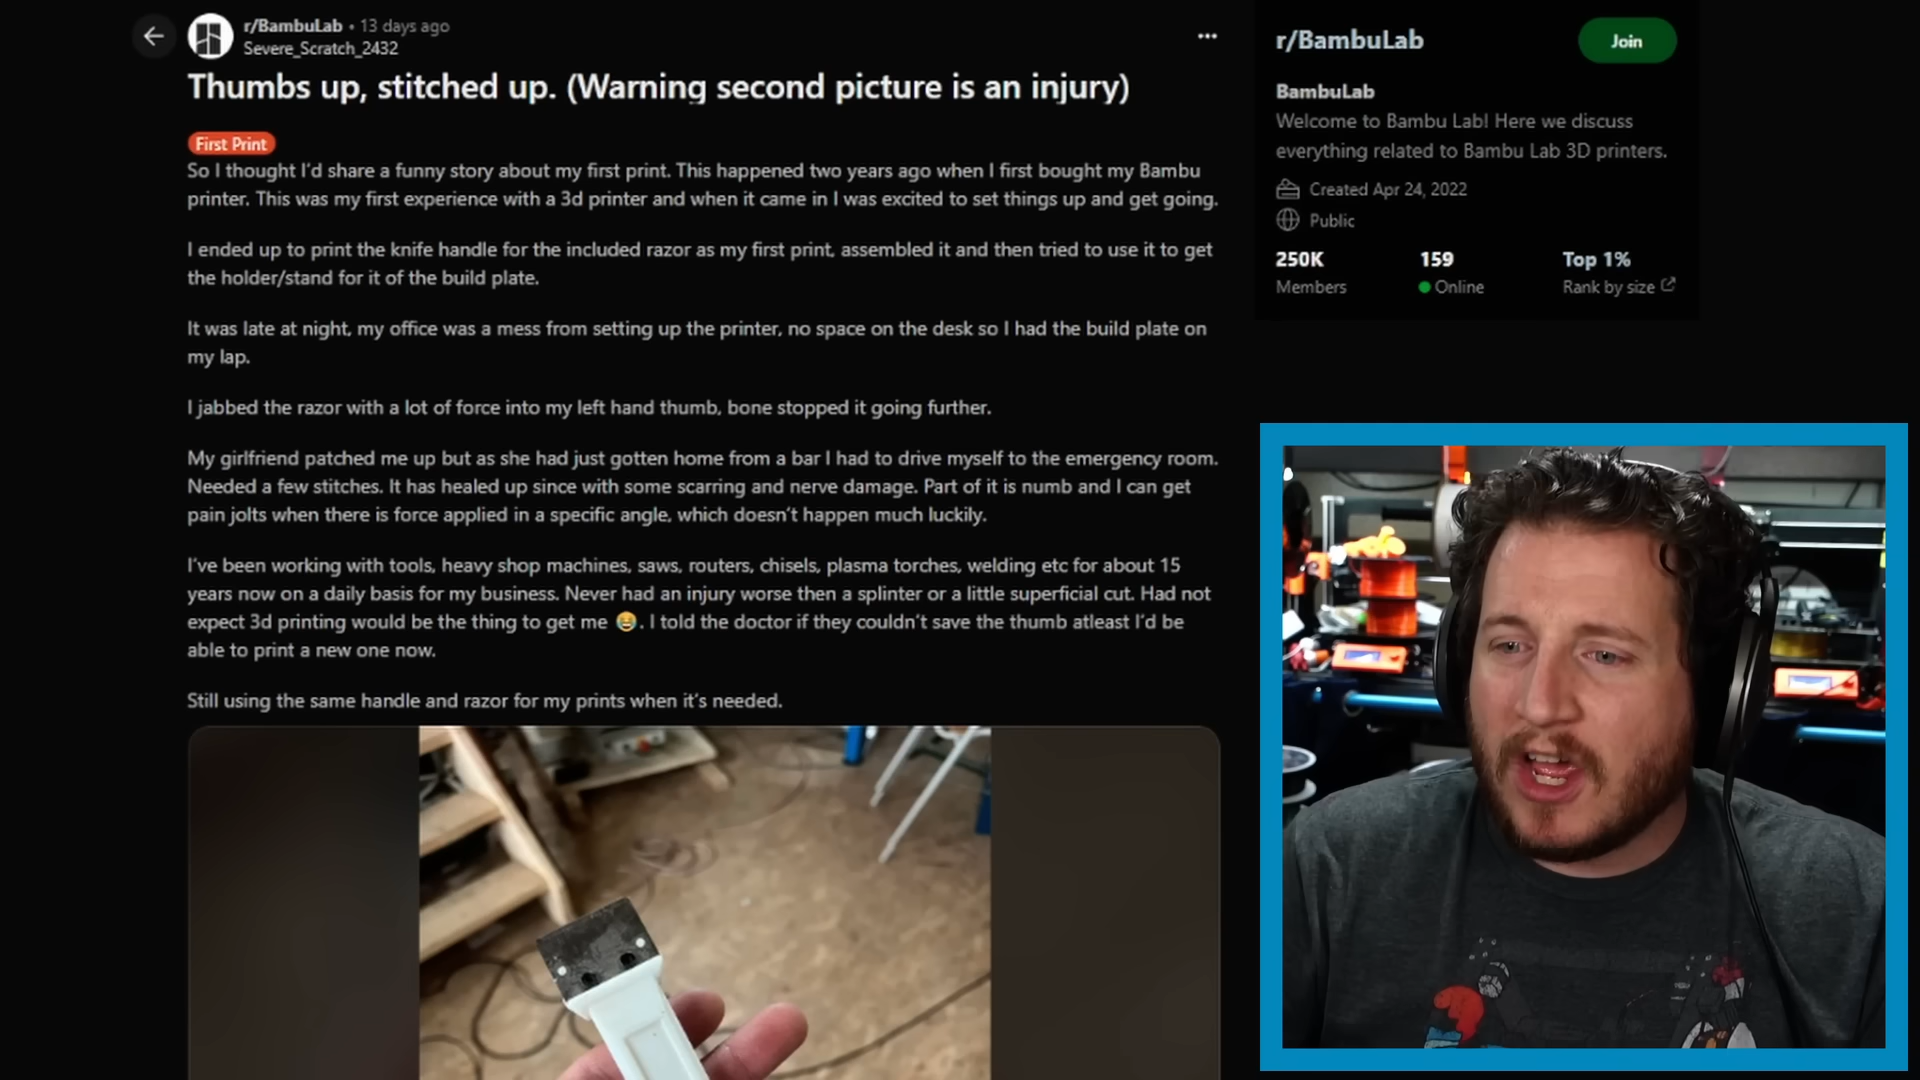 r/BambuLab • 13 days ago
Severe_Scratch_2432
Thumbs up, stitched up. (Warning second picture is an injury)
First Print
So I thought I'd share a funny story about my first print. This happened two years ago when I first bought my Bambu
printer. This was my first experience with a 3d printer and when it came in I was excited to set things up and get going.
I ended up to print the knife handle for the included razor as my first print, assembled it and then tried to use it to get
the holder/stand for it of the build plate.
It was late at night, my office was a mess from setting up the printer, no space on the desk so I had the build plate on
my lap.
I jabbed the razor with a lot of force into my left hand thumb, bone stopped it going further.
My girlfriend patched me up but as she had just gotten home from a bar I had to drive myself to the emergency room.
Needed a few stitches. It has healed up since with some scarring and nerve damage. Part of it is numb and I can get
pain jolts when there is force applied in a specific angle, which doesn't happen much luckily.
I've been working with tools, heavy shop machines, saws, routers, chisels, plasma torches, welding etc for about 15
years now on a daily basis for my business. Never had an injury worse then a splinter or a little superficial cut. Had not
expect 3d printing would be the thing to get me 😂. I told the doctor if they couldn't save the thumb atleast I'd be
able to print a new one now.
Still using the same handle and razor for my prints when it's needed.
r/BambuLab
Join
BambuLab
Welcome to Bambu Lab! Here we discuss
everything related to Bambu Lab 3D printers.
Created Apr 24, 2022
Public
250K 159 Top 1%
Members Online Rank by size